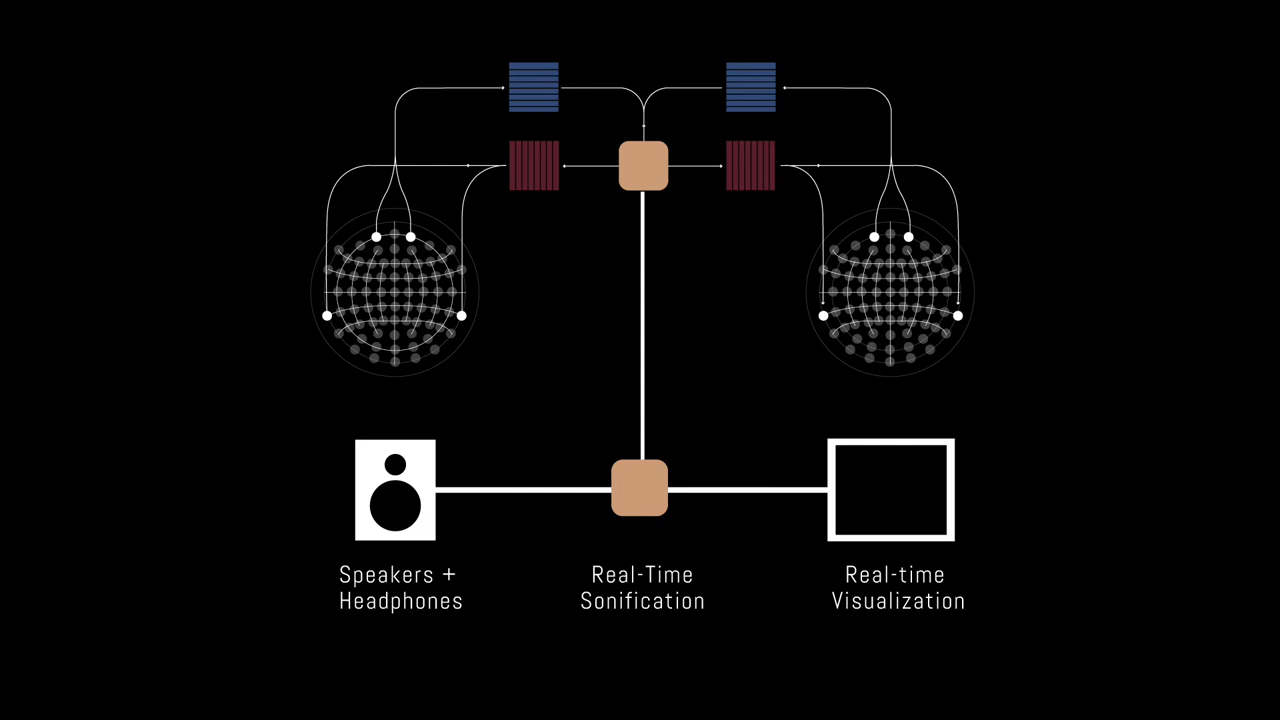 Speakers +
Headphones
Real-Time
Sonification
Real-time
Visualization